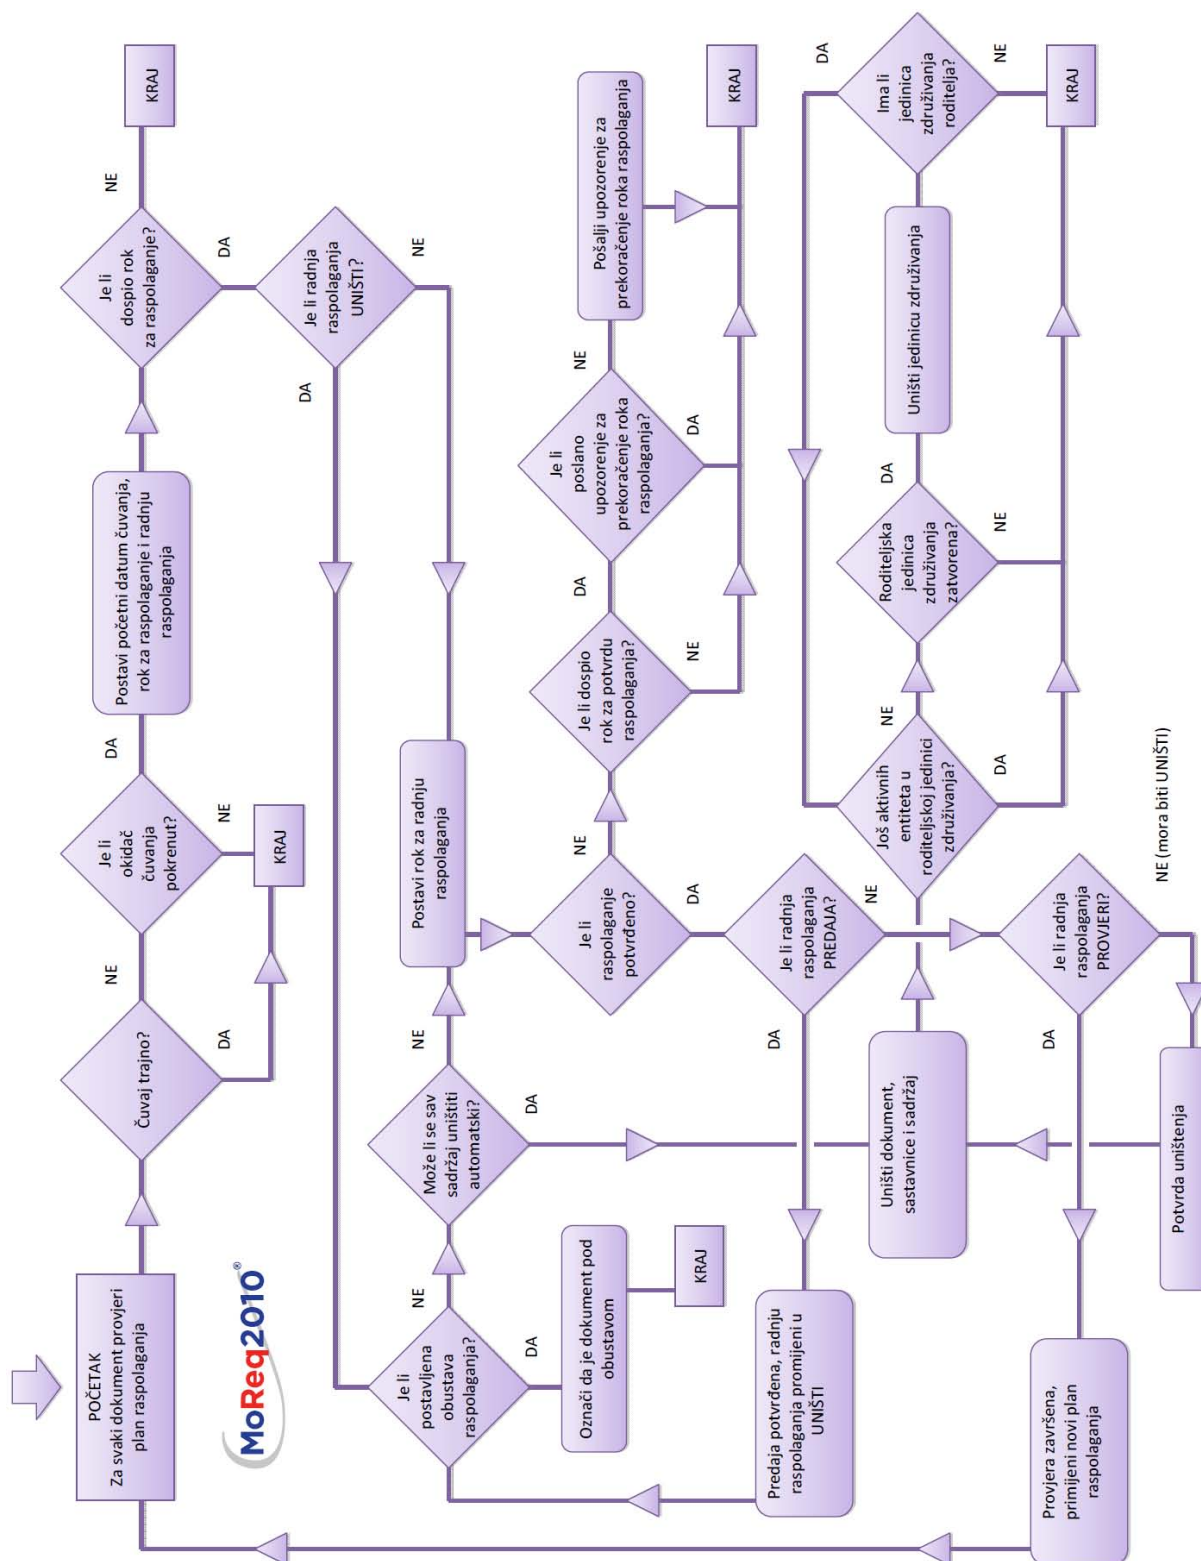 POČETAK
Za svaki dokument provjeri
plan raspolaganja
Čuvaj trajno?
NE
DA
Je li
okidač
čuvanja
pokrenut?
DA
NE
KRAJ
Postavi početni datum čuvanja,
rok za raspolaganje i radnju
raspolaganja
Je li
dospio rok
za raspolaganje?
NE
KRAJ
DA
MoReq2010®
Je li radnja
raspolaganja
UNIŠTI?
DA
NE
Je li
postavljena
obustava
raspolaganja?
NE
DA
Označi da je dokument pod
obustavom
KRAJ
Može li se sav
sadržaj uništiti
automatski?
NE
DA
Postavi rok za radnju
raspolaganja
Je li
raspolaganje
potvrđeno?
NE
DA
Je li dospio
rok za potvrdu
raspolaganja?
DA
NE
Je li
poslano
upozorenje za
prekoračenje roka
raspolaganja?
NE
DA
Pošalji upozorenje za
prekoračenje roka raspolaganja
KRAJ
Predaja potvrđena, radnju
raspolaganja promijeni u
UNIŠTI
DA
Je li radnja
raspolaganja
PREDAJA?
NE
Uništi dokument,
sastavnice i sadržaj
Još aktivnih
entiteta u
roditeljskoj jedinici
združivanja?
NE
DA
Roditeljska
jedinica
združivanja
zatvorena?
DA
NE
Uništi jedinicu združivanja
Ima li
jedinica
združivanja
roditelja?
DA
NE
KRAJ
Provjera završena,
primijeni novi plan
raspolaganja
DA
Je li radnja
raspolaganja
PROVJERI?
NE (mora biti UNIŠTI)
Potvrda uništenja